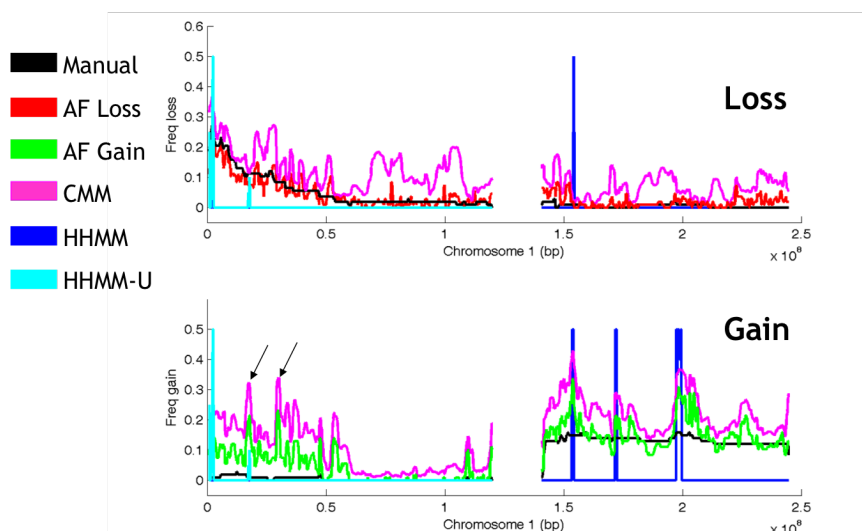 Manual
AF Loss
AF Gain
CMM
HHMM
HHMM-U
Loss
0.6
0.5
0.4
0.3
0.2
0.1
0
Freq loss
0
0.5
1
1.5
2
2.5
Chromosome 1 (bp)
x 10⁸
Gain
0.5
0.4
0.3
0.2
0.1
0
Freq gain
0
0.5
1
1.5
2
2.5
Chromosome 1 (bp)
x 10⁸